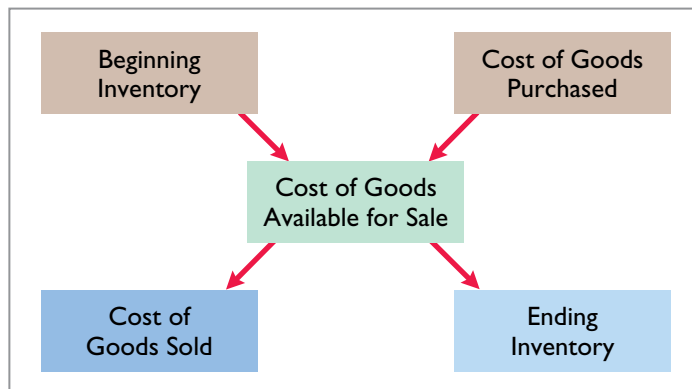 Beginning
Inventory
Cost of Goods
Purchased
Cost of Goods
Available for Sale
Cost of
Goods Sold
Ending
Inventory